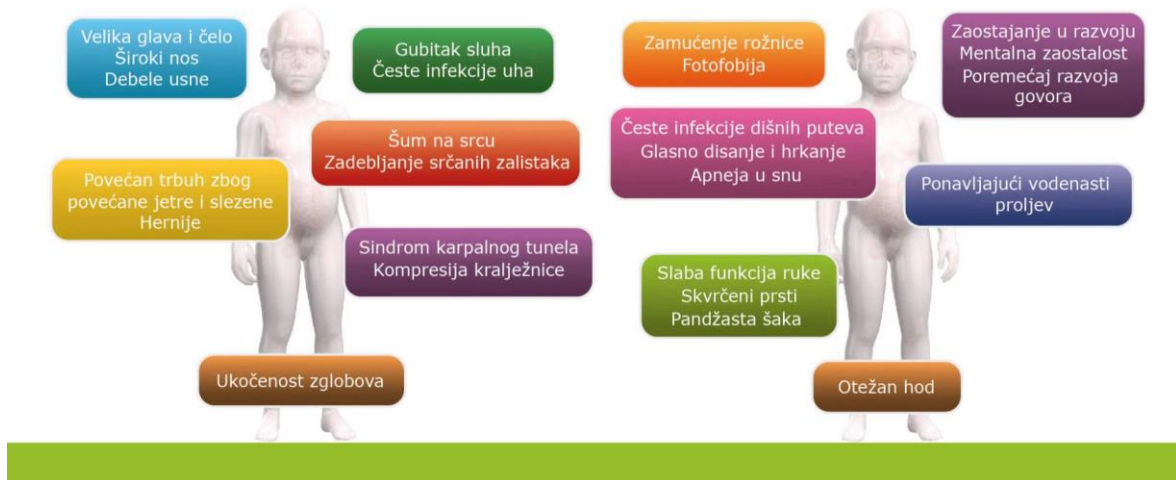 Velika glava i čelo
Široki nos
Debele usne
Gubitak sluha
Česte infekcije uha
Šum na srcu
Zadebljanje srčanih zalistaka
Povećan trbuh zbog
povećane jetre i slezene
Hernije
Sindrom karpalnog tunela
Kompresija kralježnice
Ukočenost zglobova
Zamućenje rožnice
Fotofobija
Zaostajanje u razvoju
Mentalna zaostalost
Poremećaj razvoja
govora
Česte infekcije dišnih puteva
Glasno disanje i hrkanje
Apneja u snu
Ponavljajući vodenasti
proljev
Slaba funkcija ruke
Skvrčeni prsti
Pandžasta šaka
Otežan hod